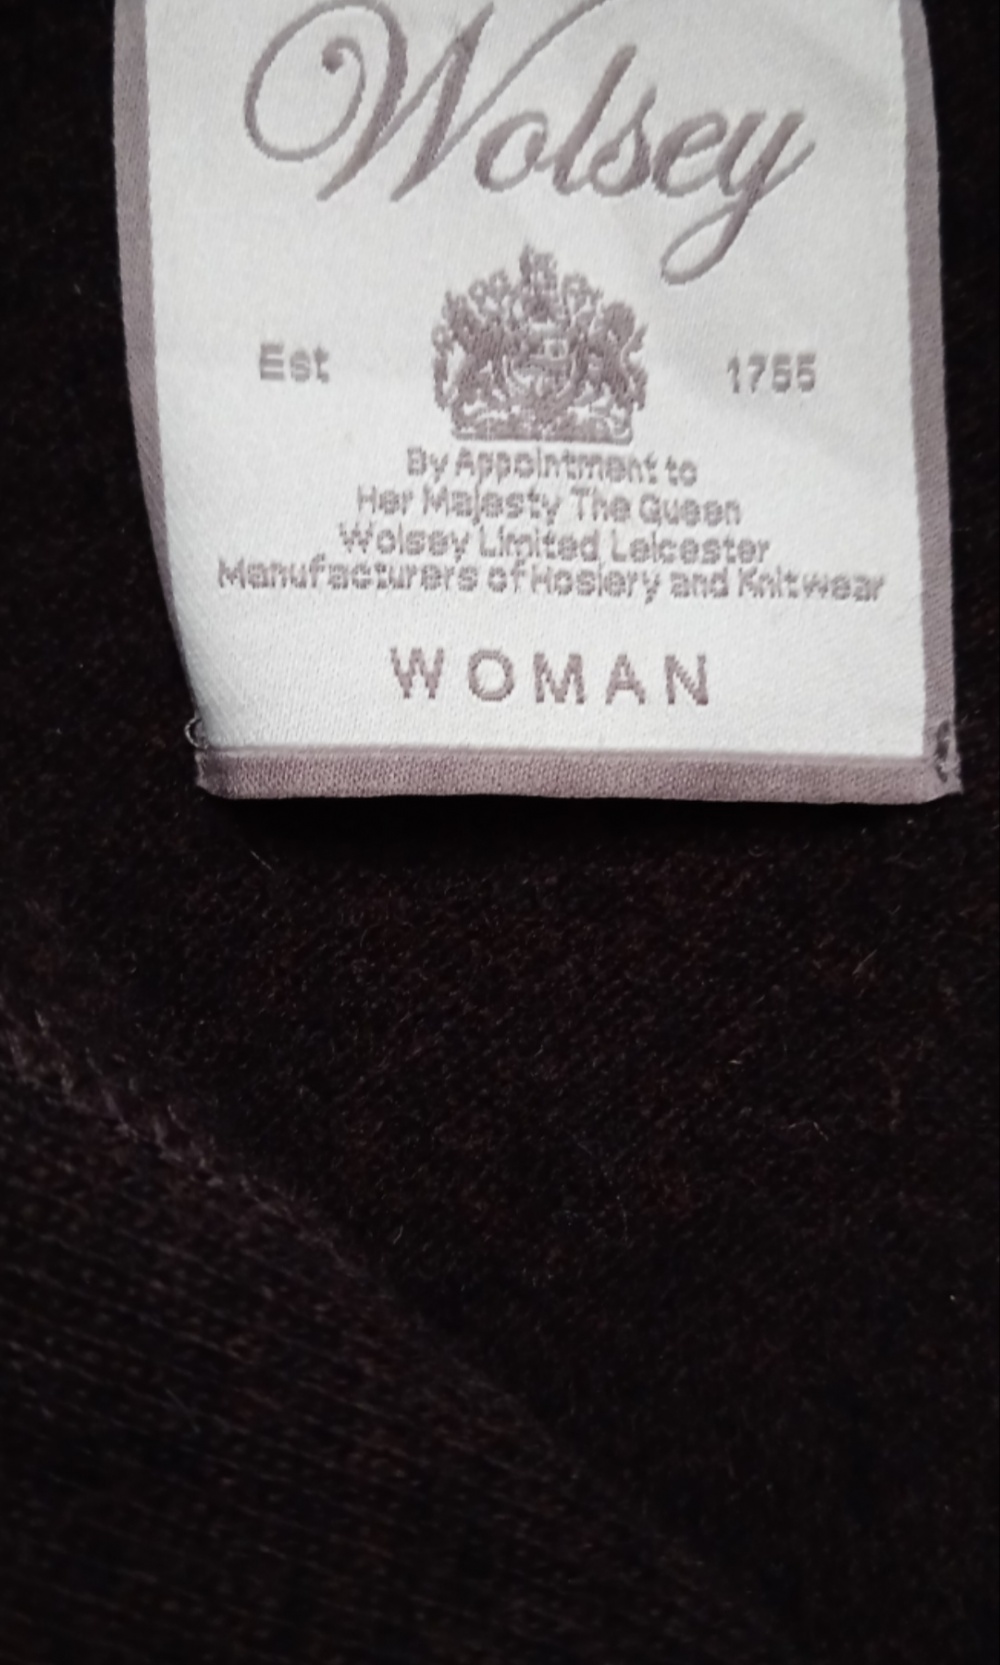 Wolsey
Est 1755
By Appointment to
Her Majesty The Queen
Wolsey Limited Leicester
Manufacturers of Hosiery and Knitwear
WOMAN